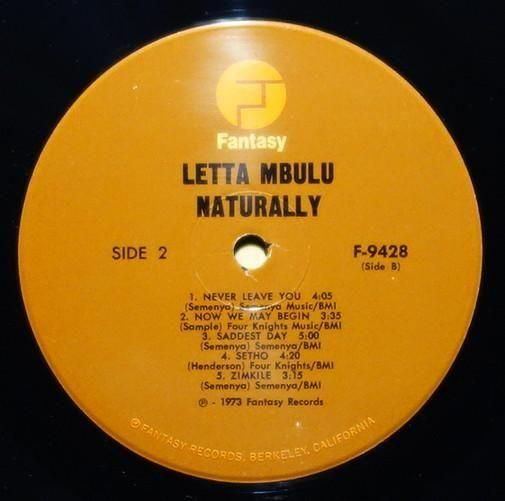 Fantasy
LETTA MBULU
NATURALLY
SIDE 2
F-9428
(Side B)
1. NEVER LEAVE YOU 4:05
(Semenya) Semenya Music/BMI
2. NOW WE MAY BEGIN 3:35
(Sample) Four Knights Music/BMI
3. SADDEST DAY 5:00
(Semenya) Semenya/BMI
4. SETHO 4:20
(Henderson) Four Knights/BMI
5. ZIMKILE 3:15
(Semenya) Semenya/BMI
℗ - 1973 Fantasy Records
©FANTASY RECORDS, BERKELEY, CALIFORNIA